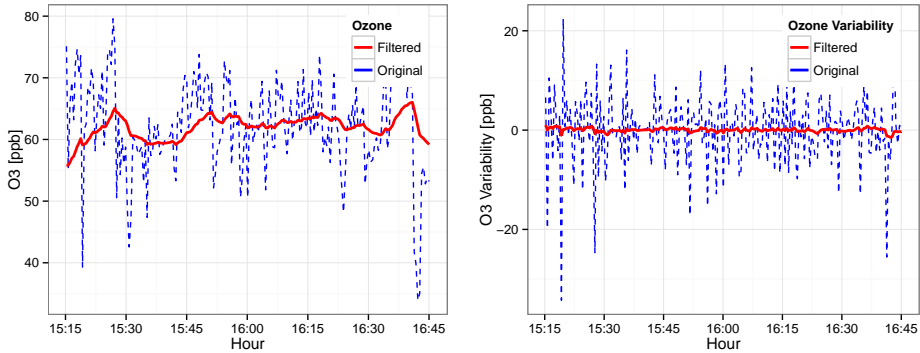 Ozone
Filtered
Original
O3 [ppb]
80
70
60
50
40
15:15
15:30
15:45
16:00
16:15
16:30
16:45
Hour
Ozone Variability
Filtered
Original
O3 Variability [ppb]
20
0
−20
15:15
15:30
15:45
16:00
16:15
16:30
16:45
Hour